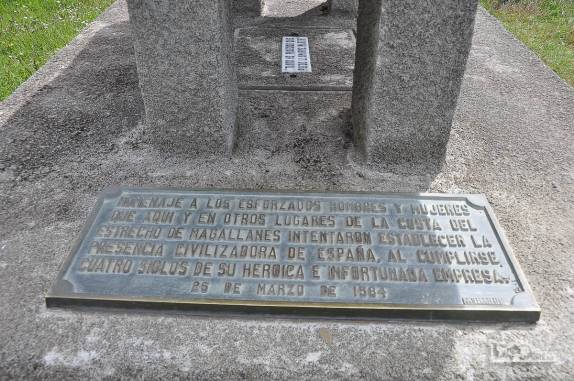 HOMENAJE A LOS ESFORZADOS HOMBRES Y MUJERES
QUE AQUI Y EN OTROS LUGARES DE LA COSTA DEL
ESTRECHO DE MAGALLANES INTENTARON ESTABLECER LA
PRESENCIA CIVILIZADORA DE ESPAÑA, AL CUMPLIRSE
CUATRO SIGLOS DE SU HEROICA E INFORTUNADA EMPRESA.
25 DE MARZO DE 1584